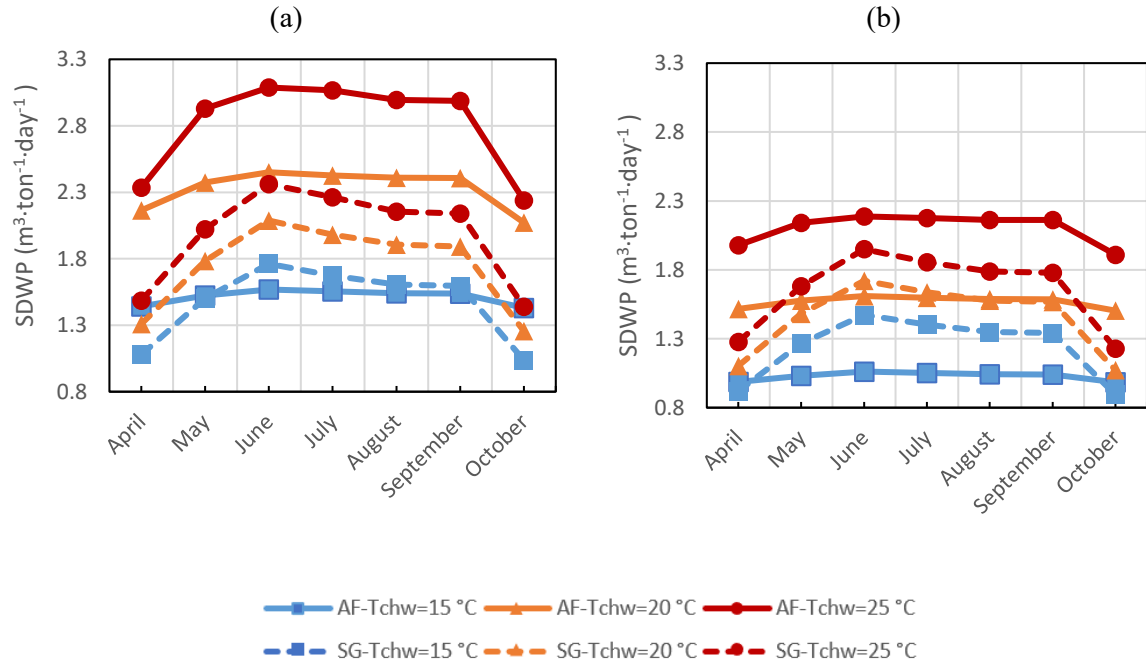 (a)
(b)
SDWP (m³·ton⁻¹·day⁻¹)
3.3
2.8
2.3
1.8
1.3
0.8
April
May
June
July
August
September
October
SDWP (m³·ton⁻¹·day⁻¹)
3.3
2.8
2.3
1.8
1.3
0.8
April
May
June
July
August
September
October
AF-Tchw=15 °C AF-Tchw=20 °C AF-Tchw=25 °C
SG-Tchw=15 °C SG-Tchw=20 °C SG-Tchw=25 °C